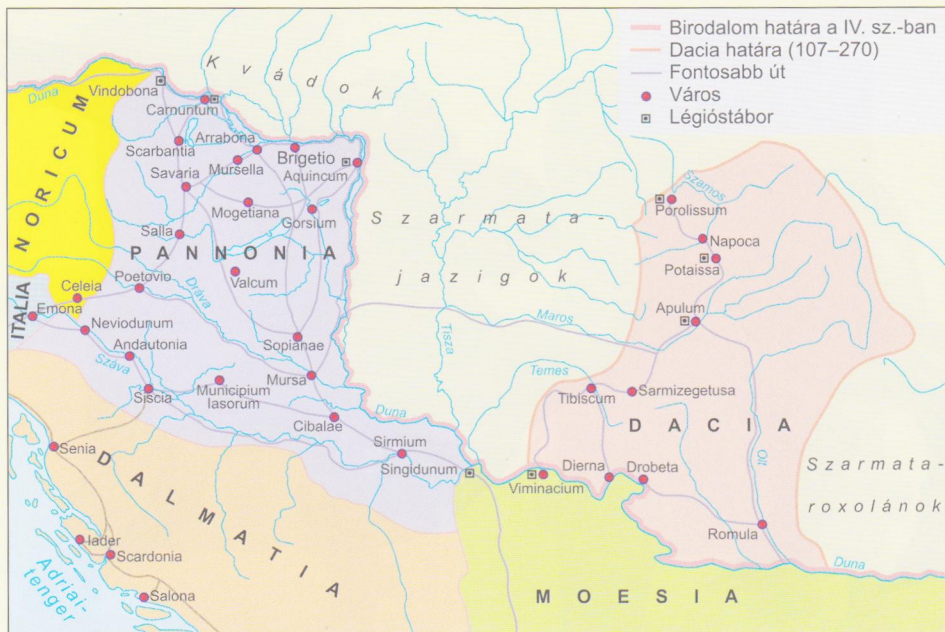 Birodalom határa a IV. sz.-ban
Dacia határa (107–270)
Fontosabb út
Város
Légióstábor
Kvádok
Duna
Vindobona
Carnuntum
NORICUM
Scarbantia
Arrabona
Brigetio
Mursella
Aquincum
Savaria
Mogetiana
Gorsium
Salla
PANNONIA
Valcum
Poetovio
Dráva
Celeia
ITALIA
Emona
Neviodunum
Andautonia
Száva
Siscia
Municipium
Iasorum
Sopianae
Mursa
Cibalae
Duna
Sirmium
Singidunum
Szarmata-
jazigok
Tisza
Maros
Temes
Szamos
Porolissum
Napoca
Potaissa
Apulum
Tibiscum
Sarmizegetusa
DACIA
Olt
Viminacium
Dierna
Drobeta
Romula
Szarmata-
roxolánok
Duna
Senia
DALMATIA
Iader
Scardonia
Salona
Adriai-
tenger
MOESIA